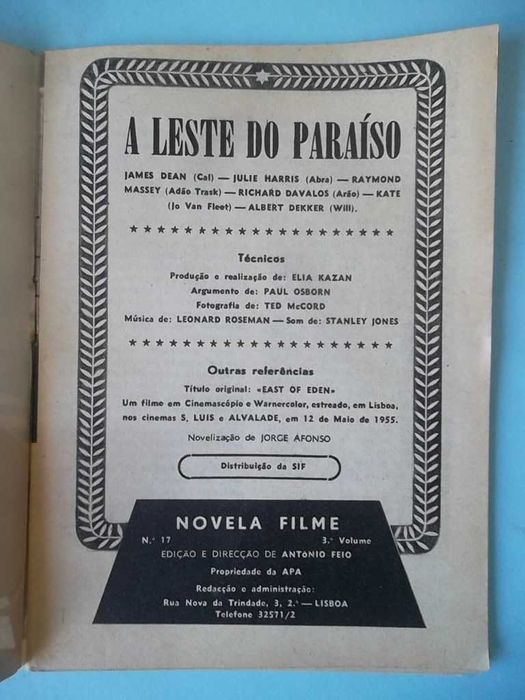 A LESTE DO PARAÍSO
JAMES DEAN (Cal) — JULIE HARRIS (Abra) — RAYMOND
MASSEY (Adão Trask) — RICHARD DAVALOS (Arão) — KATE
(Jo Van Fleet) — ALBERT DEKKER (Will).
Técnicos
Produção e realização de: ELIA KAZAN
Argumento de: PAUL OSBORN
Fotografia de: TED McCORD
Música de: LEONARD ROSEMAN — Som de: STANLEY JONES
Outras referências
Título original: «EAST OF EDEN»
Um filme em Cinemascópio e Warnercolor, estreado, em Lisboa,
nos cinemas S. LUIS e ALVALADE, em 12 de Maio de 1955.
Novelização de JORGE AFONSO
Distribuição da SIF
NOVELA FILME
N.º 17 3.º Volume
EDIÇÃO E DIRECÇÃO DE ANTÓNIO FEIO
Propriedade da APA
Redacção e administração:
Rua Nova da Trindade, 3, 2.º — LISBOA
Telefone 32571/2